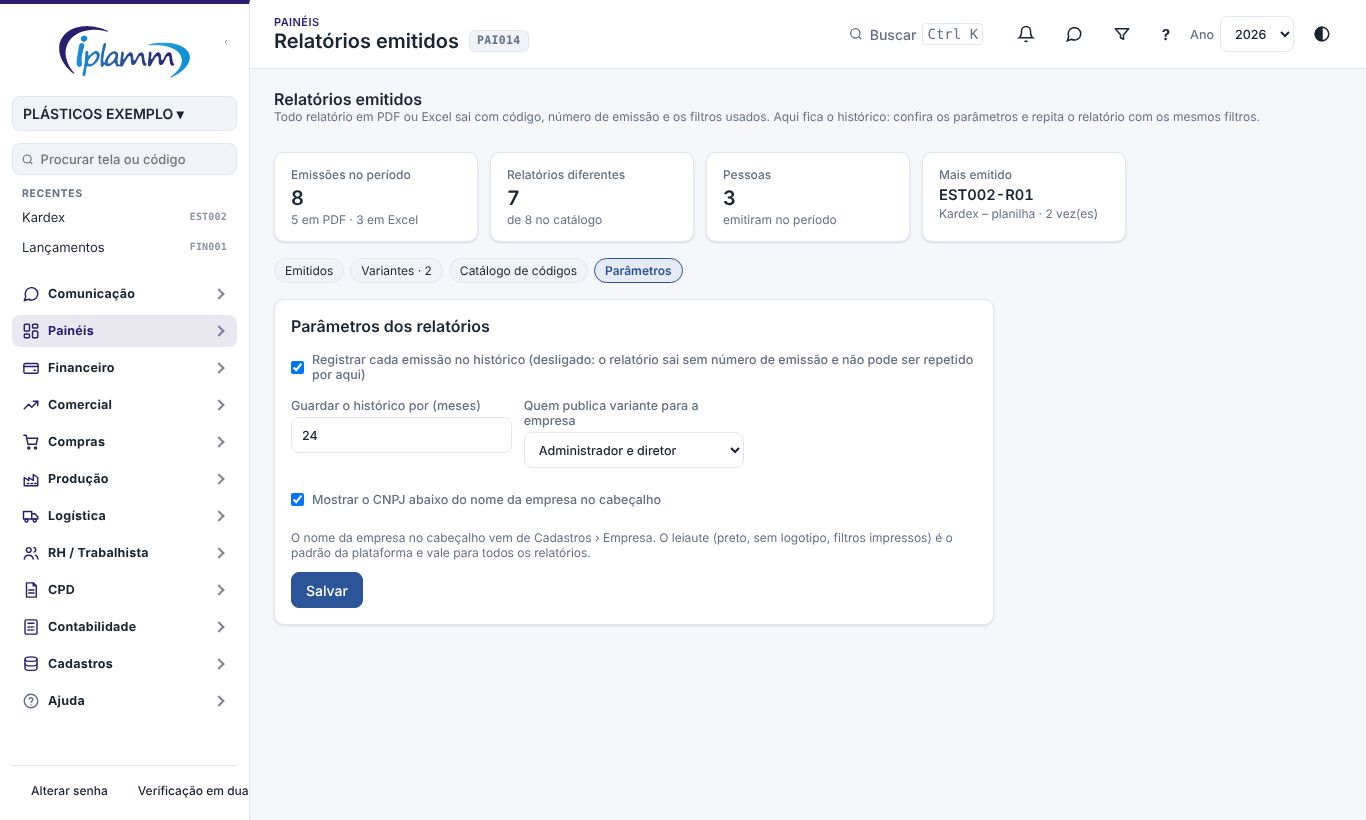 iplamm
‹
PLÁSTICOS EXEMPLO ▾
Procurar tela ou código
RECENTES
Kardex EST002
Lançamentos FIN001
Comunicação
Painéis
Financeiro
Comercial
Compras
Produção
Logística
RH / Trabalhista
CPD
Contabilidade
Cadastros
Ajuda
Alterar senha Verificação em dua
PAINÉIS
Relatórios emitidos PAI014
Buscar Ctrl K
? Ano 2026
Relatórios emitidos
Todo relatório em PDF ou Excel sai com código, número de emissão e os filtros usados. Aqui fica o histórico: confira os parâmetros e repita o relatório com os mesmos filtros.
Emissões no período
8
5 em PDF · 3 em Excel
Relatórios diferentes
7
de 8 no catálogo
Pessoas
3
emitiram no período
Mais emitido
EST002-R01
Kardex – planilha · 2 vez(es)
Emitidos Variantes · 2 Catálogo de códigos Parâmetros
Parâmetros dos relatórios
Registrar cada emissão no histórico (desligado: o relatório sai sem número de emissão e não pode ser repetido
por aqui)
Guardar o histórico por (meses)
24
Quem publica variante para a
empresa
Administrador e diretor
Mostrar o CNPJ abaixo do nome da empresa no cabeçalho
O nome da empresa no cabeçalho vem de Cadastros › Empresa. O leiaute (preto, sem logotipo, filtros impressos) é o
padrão da plataforma e vale para todos os relatórios.
Salvar